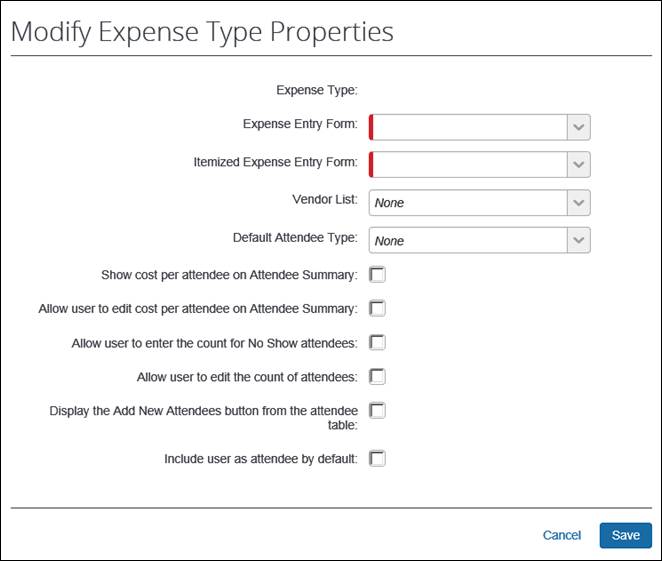 Modify Expense Type Properties
Expense Type:
Expense Entry Form:
Itemized Expense Entry Form:
Vendor List: None
Default Attendee Type: None
Show cost per attendee on Attendee Summary:
Allow user to edit cost per attendee on Attendee Summary:
Allow user to enter the count for No Show attendees:
Allow user to edit the count of attendees:
Display the Add New Attendees button from the attendee
table:
Include user as attendee by default:
Cancel Save